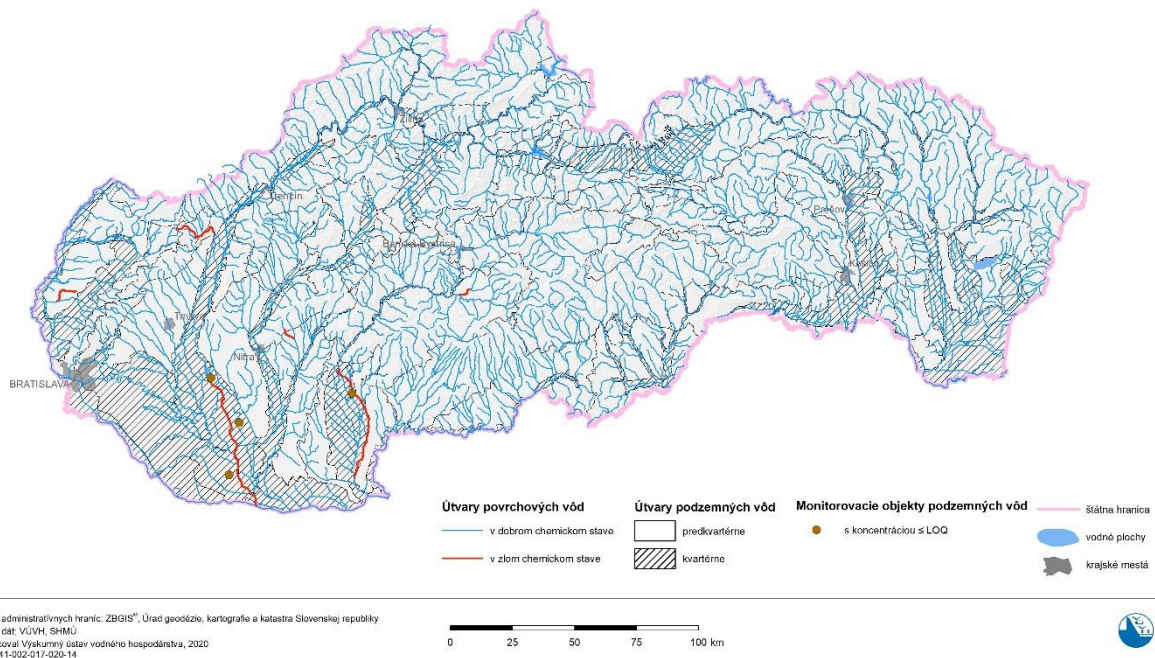 Žilina
Trenčín
Prešov
Banská Bystrica
Košice
Trnava
Nitra
BRATISLAVA
Útvary povrchových vôd
v dobrom chemickom stave
v zlom chemickom stave
Útvary podzemných vôd
predkvartérne
kvartérne
Monitorovacie objekty podzemných vôd
s koncentráciou ≤ LOQ
štátna hranica
vodné plochy
krajské mestá
administratívnych hraníc: ZBGIS®, Úrad geodézie, kartografie a katastra Slovenskej republiky
dát: VÚVH, SHMÚ
coval Výskumný ústav vodného hospodárstva, 2020
41-002-017-020-14
0 25 50 75 100 km